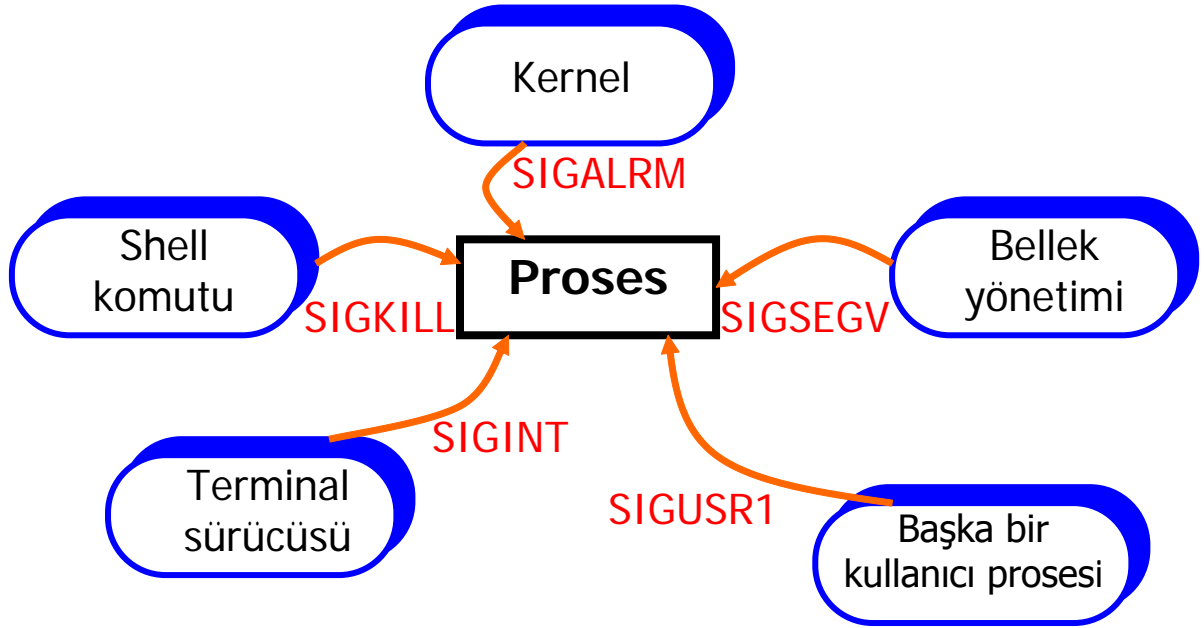 Kernel
SIGALRM
Shell
komutu
SIGKILL
Proses
Bellek
yönetimi
SIGSEGV
Terminal
sürücüsü
SIGINT
SIGUSR1
Başka bir
kullanıcı prosesi